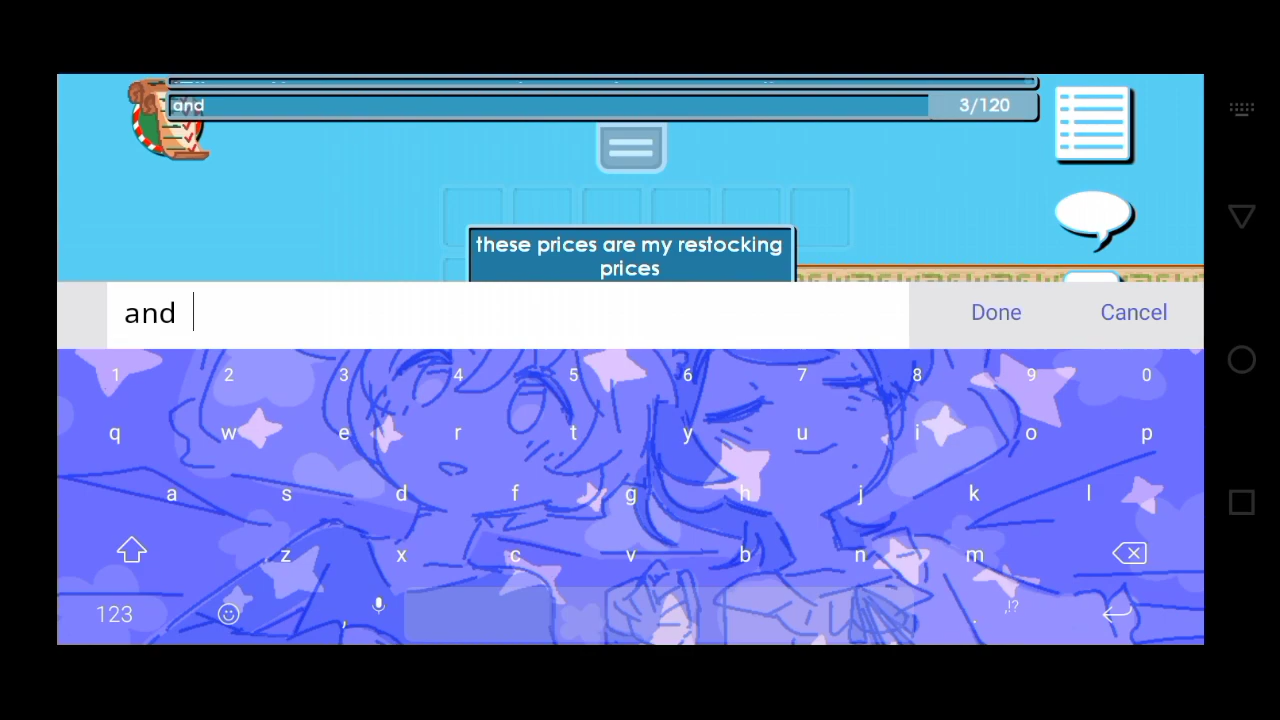 and
3/120
these prices are my restocking
prices
and
Done
Cancel
1 2 3 4 5 6 7 8 9 0
q w e r t y u i o p
a s d f g h j k l
z x c v b n m
123
,
.
,!?